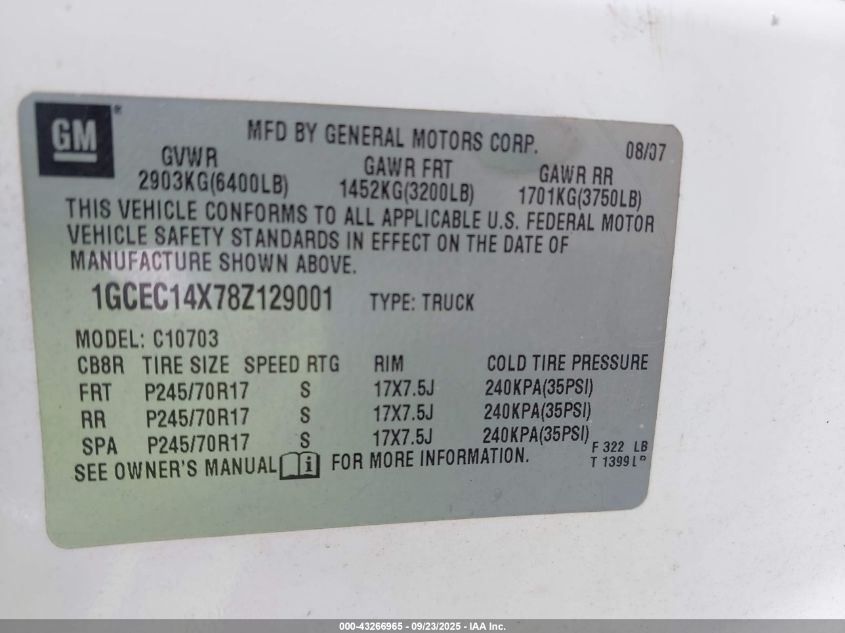 GM®
MFD BY GENERAL MOTORS CORP. 08/07
GVWR GAWR FRT GAWR RR
2903KG(6400LB) 1452KG(3200LB) 1701KG(3750LB)
THIS VEHICLE CONFORMS TO ALL APPLICABLE U.S. FEDERAL MOTOR
VEHICLE SAFETY STANDARDS IN EFFECT ON THE DATE OF
MANUFACTURE SHOWN ABOVE.
1GCEC14X78Z129001 TYPE: TRUCK
MODEL: C10703
CB8R TIRE SIZE SPEED RTG RIM COLD TIRE PRESSURE
FRT P245/70R17 S 17X7.5J 240KPA(35PSI)
RR P245/70R17 S 17X7.5J 240KPA(35PSI)
SPA P245/70R17 S 17X7.5J 240KPA(35PSI)
F 322 LB
T 1399LB
SEE OWNER'S MANUAL i FOR MORE INFORMATION.
000-43266965 - 09/23/2025 - IAA Inc.